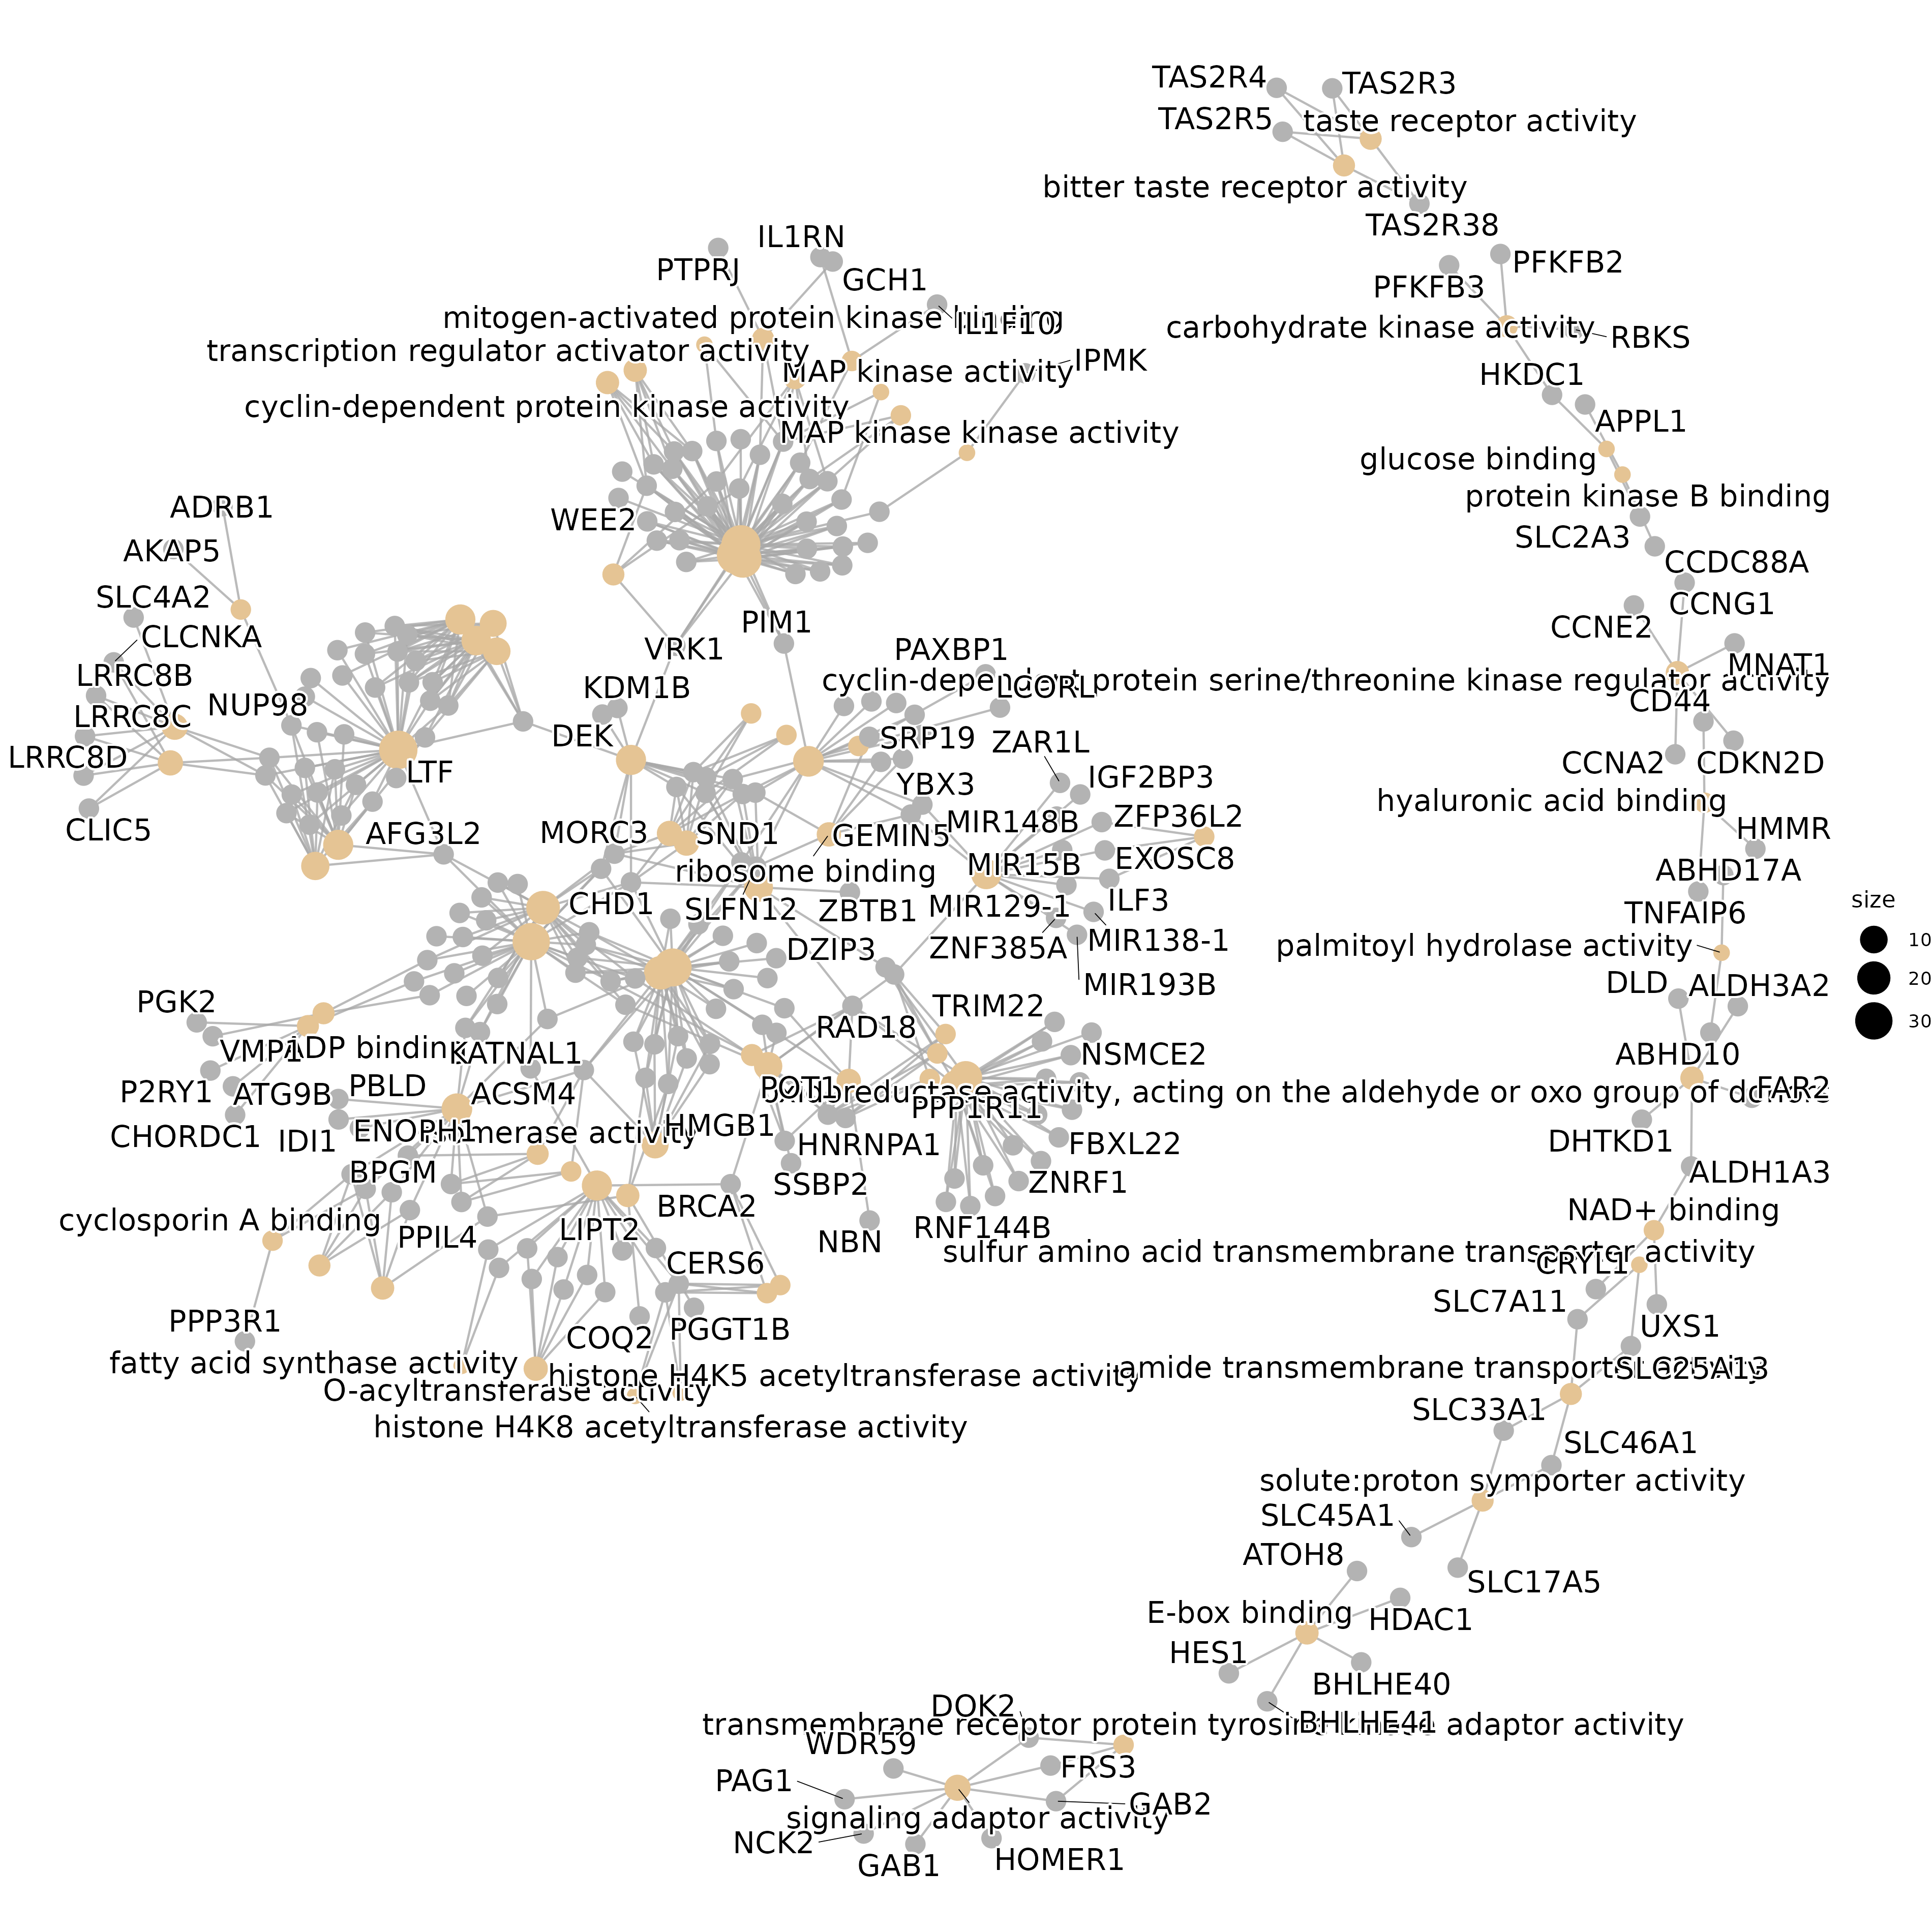 TAS2R4
TAS2R3
TAS2R5
taste receptor activity
bitter taste receptor activity
TAS2R38
IL1RN
PTPRJ
GCH1
PFKFB2
PFKFB3
mitogen-activated protein kinase binding
IL1F10
carbohydrate kinase activity
RBKS
transcription regulator activator activity
MAP kinase activity
IPMK
HKDC1
cyclin-dependent protein kinase activity
APPL1
MAP kinase kinase activity
glucose binding
protein kinase B binding
ADRB1
WEE2
SLC2A3
AKAP5
CCDC88A
SLC4A2
CCNG1
PIM1
CCNE2
CLCNKA
VRK1
PAXBP1
MNAT1
LRRC8B
KDM1B
cyclin-dependent protein serine/threonine kinase regulator activity
LCORL
NUP98
CD44
LRRC8C
DEK
SRP19
ZAR1L
LRRC8D
LTF
CCNA2
CDKN2D
YBX3
IGF2BP3
hyaluronic acid binding
CLIC5
AFG3L2
MORC3
SND1
GEMIN5
MIR148B
ZFP36L2
HMMR
ribosome binding
MIR15B
EXOSC8
ABHD17A
CHD1
SLFN12
ZBTB1
MIR129-1
ILF3
TNFAIP6
size
DZIP3
ZNF385A
MIR138-1
palmitoyl hydrolase activity
10
MIR193B
DLD
ALDH3A2
20
PGK2
TRIM22
30
RAD18
VMP1
ADP binding
KATNAL1
NSMCE2
ABHD10
P2RY1
ATG9B
PBLD
ACSM4
POT1
reductase activity, acting on the aldehyde or oxo group of
FAR2
PPP1R11
CHORDC1
IDI1
ENOPH1
isomerase activity
HMGB1
HNRNPA1
FBXL22
DHTKD1
BPGM
SSBP2
ZNRF1
ALDH1A3
cyclosporin A binding
PPIL4
LIPT2
BRCA2
NBN
RNF144B
NAD+ binding
sulfur amino acid transmembrane transporter activity
CERS6
CRYL1
SLC7A11
PPP3R1
COQ2
PGGT1B
UXS1
fatty acid synthase activity
histone H4K5 acetyltransferase activity
amide transmembrane transporter activity
SLC25A13
O-acyltransferase activity
histone H4K8 acetyltransferase activity
SLC33A1
SLC46A1
solute:proton symporter activity
SLC45A1
ATOH8
SLC17A5
E-box binding
HDAC1
HES1
BHLHE40
DOK2
transmembrane receptor protein tyrosine kinase adaptor activity
BHLHE41
WDR59
FRS3
PAG1
GAB2
signaling adaptor activity
NCK2
GAB1
HOMER1